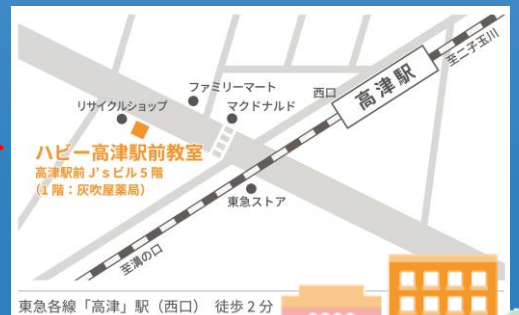 至二子玉川
高津駅
西口
ファミリーマート
リサイクルショップ
マクドナルド
ハビー高津駅前教室
高津駅前 J'sビル5階
(1階:灰吹屋薬局)
東急ストア
至溝の口
東急各線「高津」駅(西口) 徒歩2分